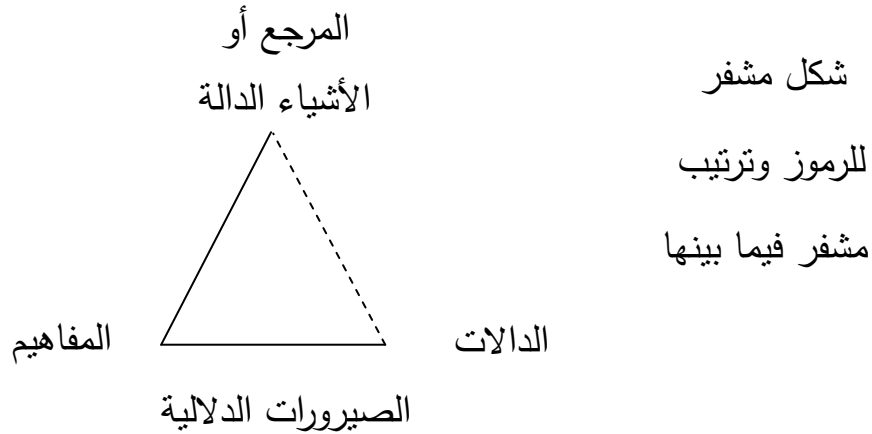 المرجع أو
الأشياء الدالة
شكل مشفر
للرموز وترتيب
مشفر فيما بينها
الدالات
المفاهيم
الصيرورات الدلالية